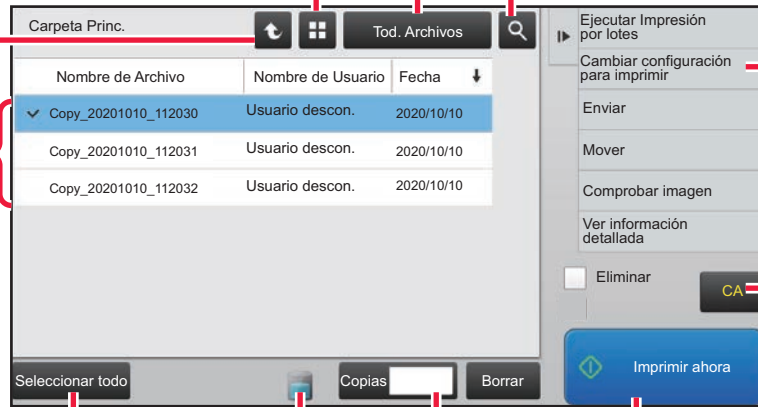 Carpeta Princ.
Tod. Archivos
Nombre de Archivo Nombre de Usuario Fecha
Copy_20201010_112030 Usuario descon. 2020/10/10
Copy_20201010_112031 Usuario descon. 2020/10/10
Copy_20201010_112032 Usuario descon. 2020/10/10
Seleccionar todo
Copias
Borrar
Ejecutar Impresión
por lotes
Cambiar configuración
para imprimir
Enviar
Mover
Comprobar imagen
Ver información
detallada
Eliminar
CA
Imprimir ahora